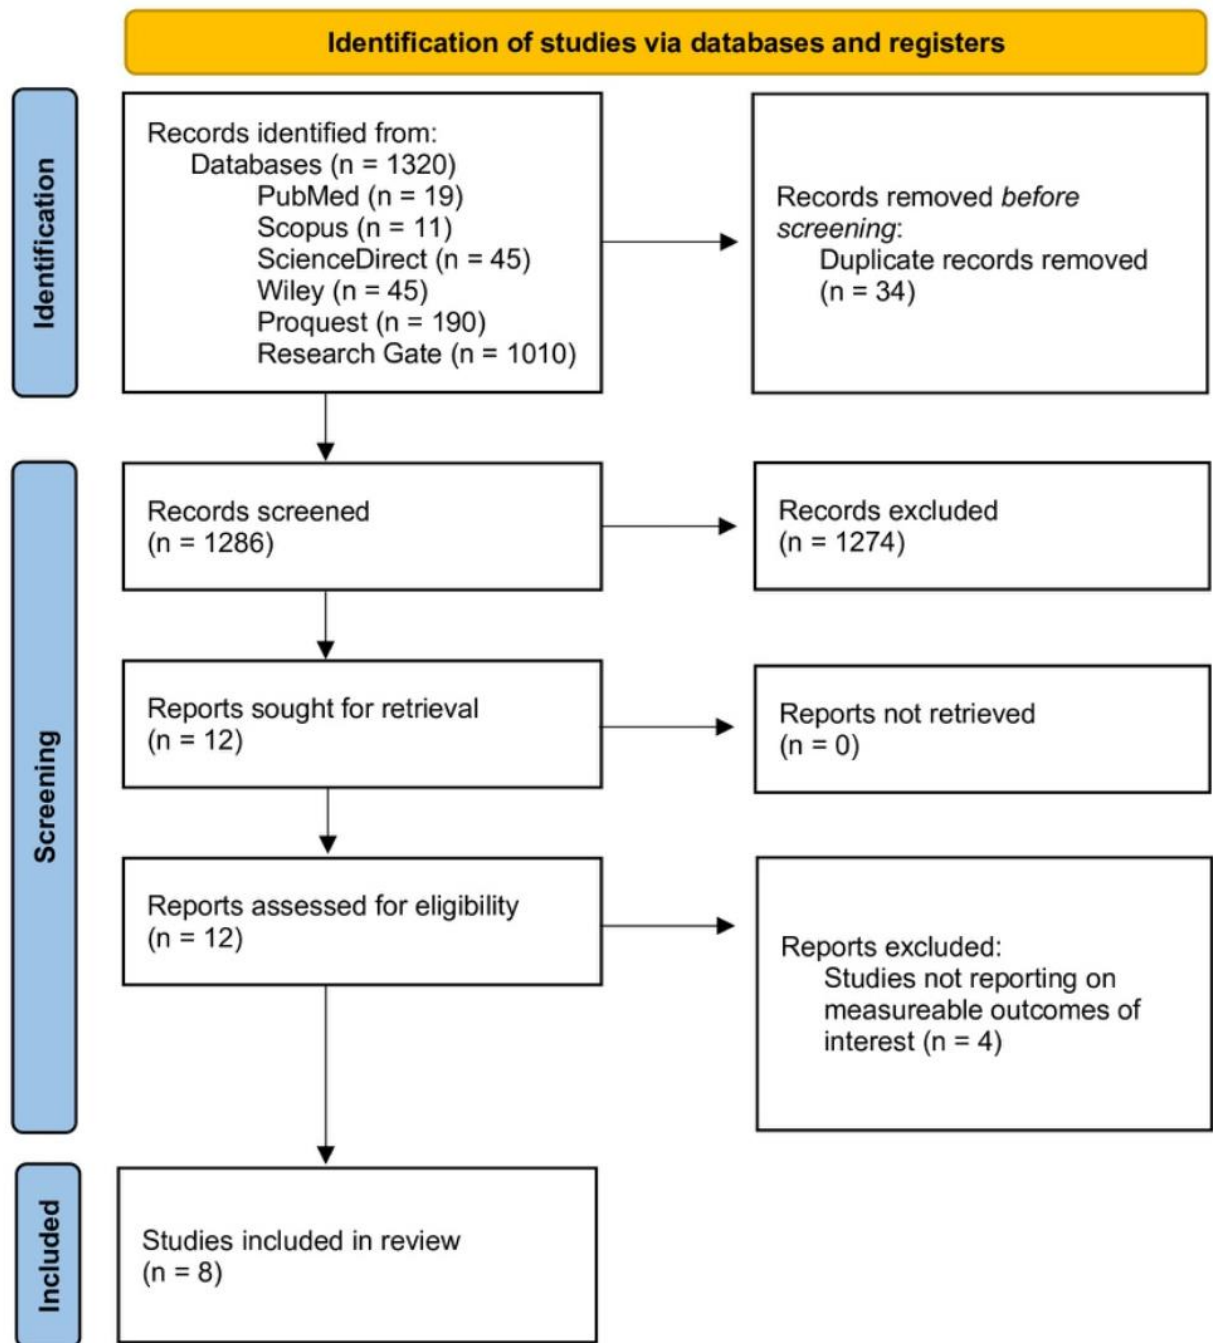 Identification of studies via databases and registers
Identification
Records identified from:
Databases (n = 1320)
PubMed (n = 19)
Scopus (n = 11)
ScienceDirect (n = 45)
Wiley (n = 45)
Proquest (n = 190)
Research Gate (n = 1010)
Records removed before
screening:
Duplicate records removed
(n = 34)
Screening
Records screened
(n = 1286)
Records excluded
(n = 1274)
Reports sought for retrieval
(n = 12)
Reports not retrieved
(n = 0)
Reports assessed for eligibility
(n = 12)
Reports excluded:
Studies not reporting on
measureable outcomes of
interest (n = 4)
Included
Studies included in review
(n = 8)